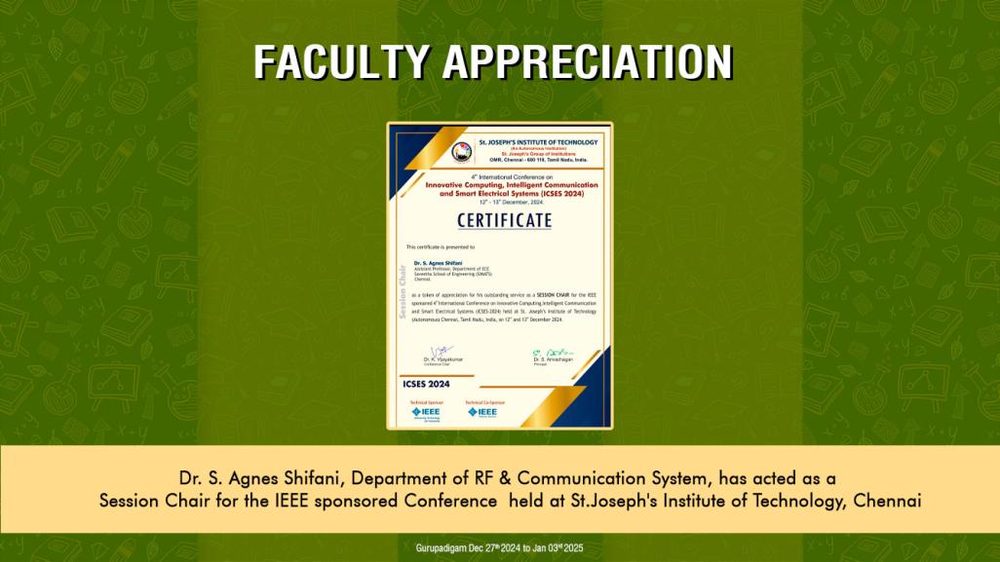 FACULTY APPRECIATION
St. JOSEPH'S INSTITUTE OF TECHNOLOGY
(An Autonomous Institution)
St. Joseph's Group of Institutions
OMR, Chennai - 600 119, Tamil Nadu, India.
4th International Conference on
Innovative Computing, Intelligent Communication
and Smart Electrical Systems (ICSES 2024)
12th - 13th December, 2024.
CERTIFICATE
This certificate is presented to
Dr. S. Agnes Shifani
Assistant Professor, Department of ECE
Saveetha School of Engineering (SIMATS)
Chennai.
Session Chair
as a token of appreciation for his outstanding service as a SESSION CHAIR for the IEEE
sponsored 4th International Conference on Innovative Computing,Intelligent Communication
and Smart Electrical Systems (ICSES-2024) held at St. Joseph's Institute of Technology
(Autonomous) Chennai, Tamil Nadu, India, on 12th and 13th December 2024.
Dr. K. Vijayakumar
Conference Chair
Dr. B. Arivazhagan
Principal
ICSES 2024
Technical Sponsor
IEEE
Technical Co-Sponsor
IEEE
Dr. S. Agnes Shifani, Department of RF & Communication System, has acted as a
Session Chair for the IEEE sponsored Conference held at St.Joseph's Institute of Technology, Chennai
Gurupadigam Dec 27th 2024 to Jan 03rd 2025